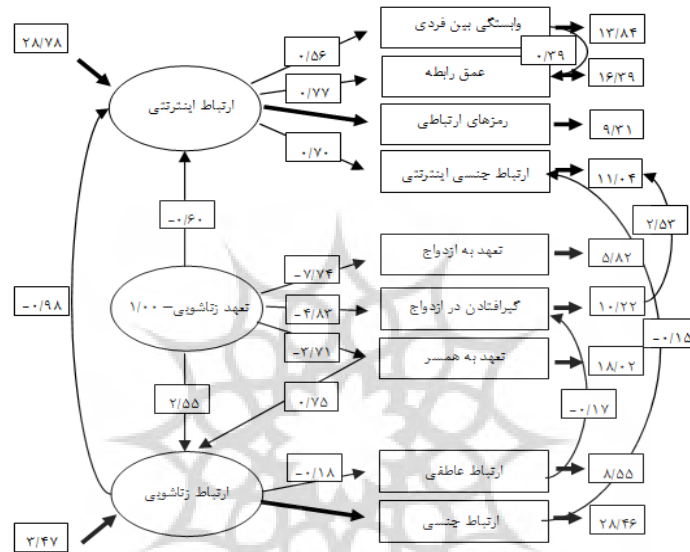 ۲۸/۷۸
وابستگی بین فردی
۱۳/۸۴
۰/۵۶
۰/۳۹
عمق رابطه
۱۶/۳۹
۰/۷۷
ارتباط اینترنتی
رمزهای ارتباطی
۹/۳۱
۰/۷۰
ارتباط جنسی اینترنتی
۱۱/۰۴
-۰/۶۰
۲/۵۳
تعهد به ازدواج
۵/۸۲
-۷/۷۴
-۰/۹۸
تعهد زناشویی- ۱/۰۰
-۴/۸۳
گیرافتادن در ازدواج
۱۰/۲۲
-۰/۱۵
-۳/۷۱
تعهد به همسر
۱۸/۰۲
۲/۵۵
۰/۷۵
-۰/۱۷
ارتباط عاطفی
۸/۵۵
-۰/۱۸
ارتباط زناشویی
ارتباط جنسی
۲۸/۴۶
۳/۴۷